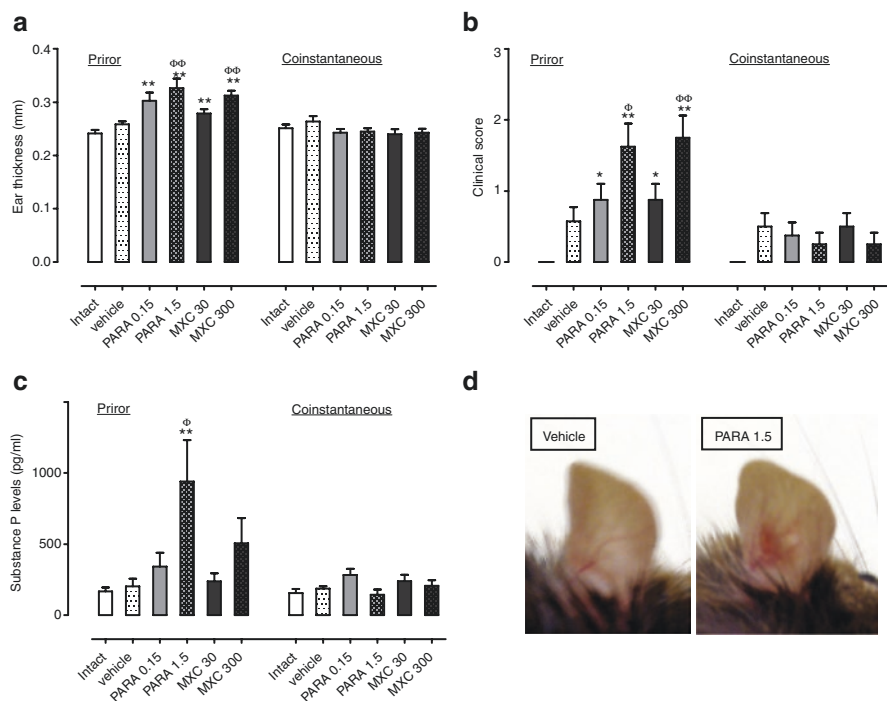 a
Priror
Coinstantaneous
Ear thickness (mm)
0.4
0.3
0.2
0.1
0.0
**
ΦΦ
**
**
ΦΦ
**
Intact
vehicle
PARA 0.15
PARA 1.5
MXC 30
MXC 300
Intact
vehicle
PARA 0.15
PARA 1.5
MXC 30
MXC 300
b
Priror
Coinstantaneous
Clinical score
3
2
1
0
*
Φ
**
*
ΦΦ
**
Intact
vehicle
PARA 0.15
PARA 1.5
MXC 30
MXC 300
Intact
vehicle
PARA 0.15
PARA 1.5
MXC 30
MXC 300
c
Priror
Coinstantaneous
Substance P levels (pg/ml)
1000
500
0
Φ
**
Intact
vehicle
PARA 0.15
PARA 1.5
MXC 30
MXC 300
Intact
vehicle
PARA 0.15
PARA 1.5
MXC 30
MXC 300
d
Vehicle
PARA 1.5